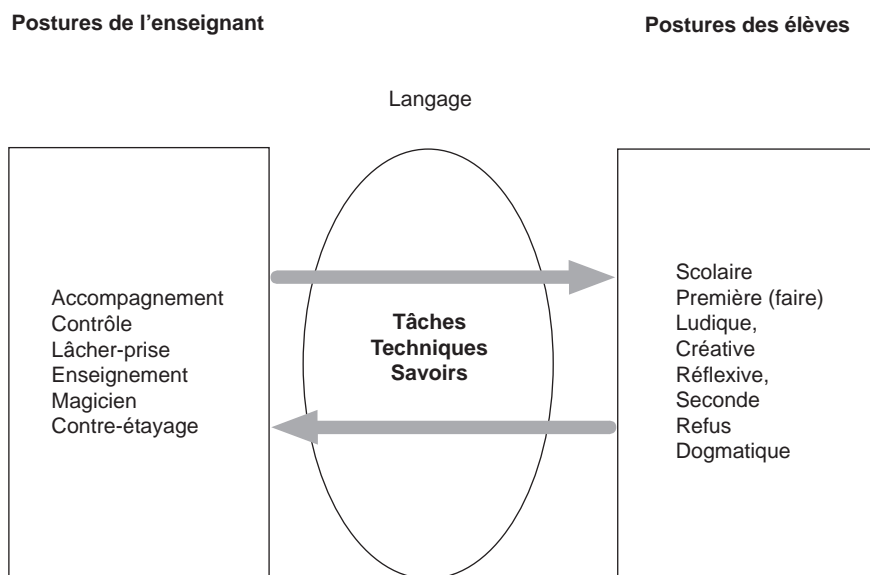 Postures de l’enseignant
Postures des élèves
Langage
Accompagnement
Contrôle
Lâcher-prise
Enseignement
Magicien
Contre-étayage
Tâches
Techniques
Savoirs
Scolaire
Première (faire)
Ludique,
Créative
Réflexive,
Seconde
Refus
Dogmatique